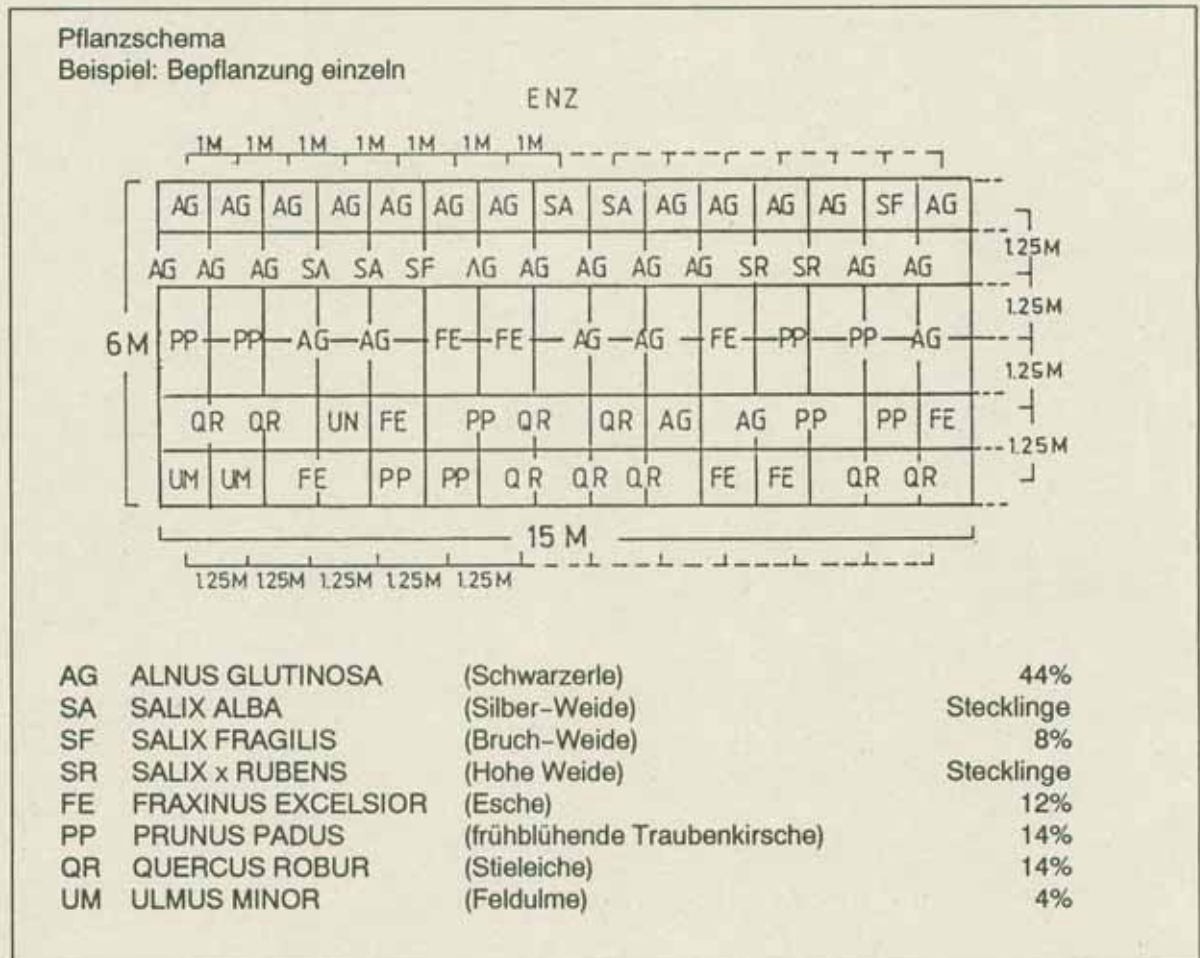 Pflanzschema
Beispiel: Bepflanzung einzeln
ENZ
1M 1M 1M 1M 1M 1M 1M
AG AG AG AG AG AG AG SA SA AG AG AG AG SF AG
1.25M
AG AG AG SA SA SF AG AG AG AG AG SR SR AG AG
1.25M
6M PP PP AG AG FE FE AG AG FE PP PP AG
1.25M
QR QR UN FE PP QR QR AG AG PP PP FE
1.25M
UM UM FE PP PP QR QR QR FE FE QR QR
15 M
1.25M 1.25M 1.25M 1.25M 1.25M
AG ALNUS GLUTINOSA (Schwarzerle) 44%
SA SALIX ALBA (Silber-Weide) Stecklinge
SF SALIX FRAGILIS (Bruch-Weide) 8%
SR SALIX x RUBENS (Hohe Weide) Stecklinge
FE FRAXINUS EXCELSIOR (Esche) 12%
PP PRUNUS PADUS (frühblühende Traubenkirsche) 14%
QR QUERCUS ROBUR (Stieleiche) 14%
UM ULMUS MINOR (Feldulme) 4%